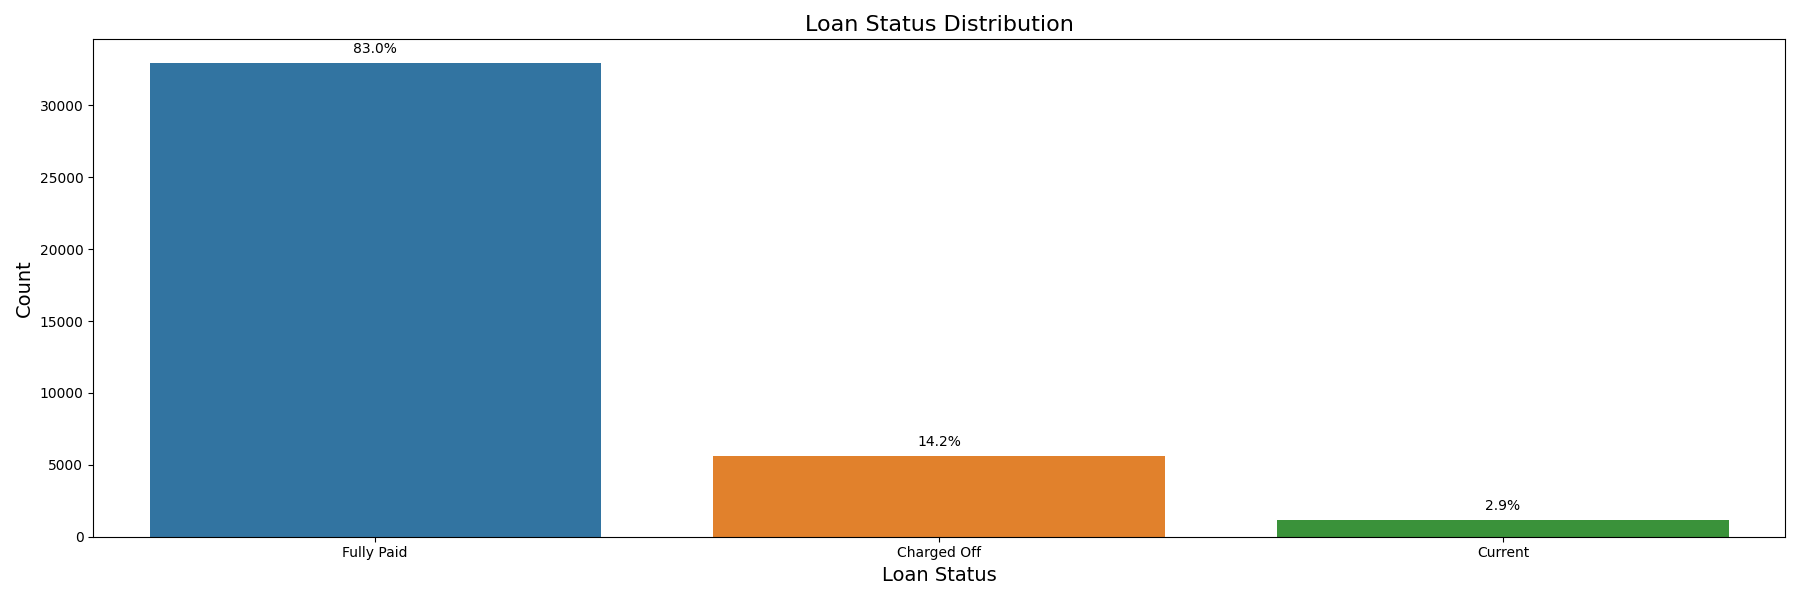 Loan Status Distribution
83.0%
30000
25000
20000
15000
10000
5000
0
Count
14.2%
2.9%
Fully Paid
Charged Off
Current
Loan Status